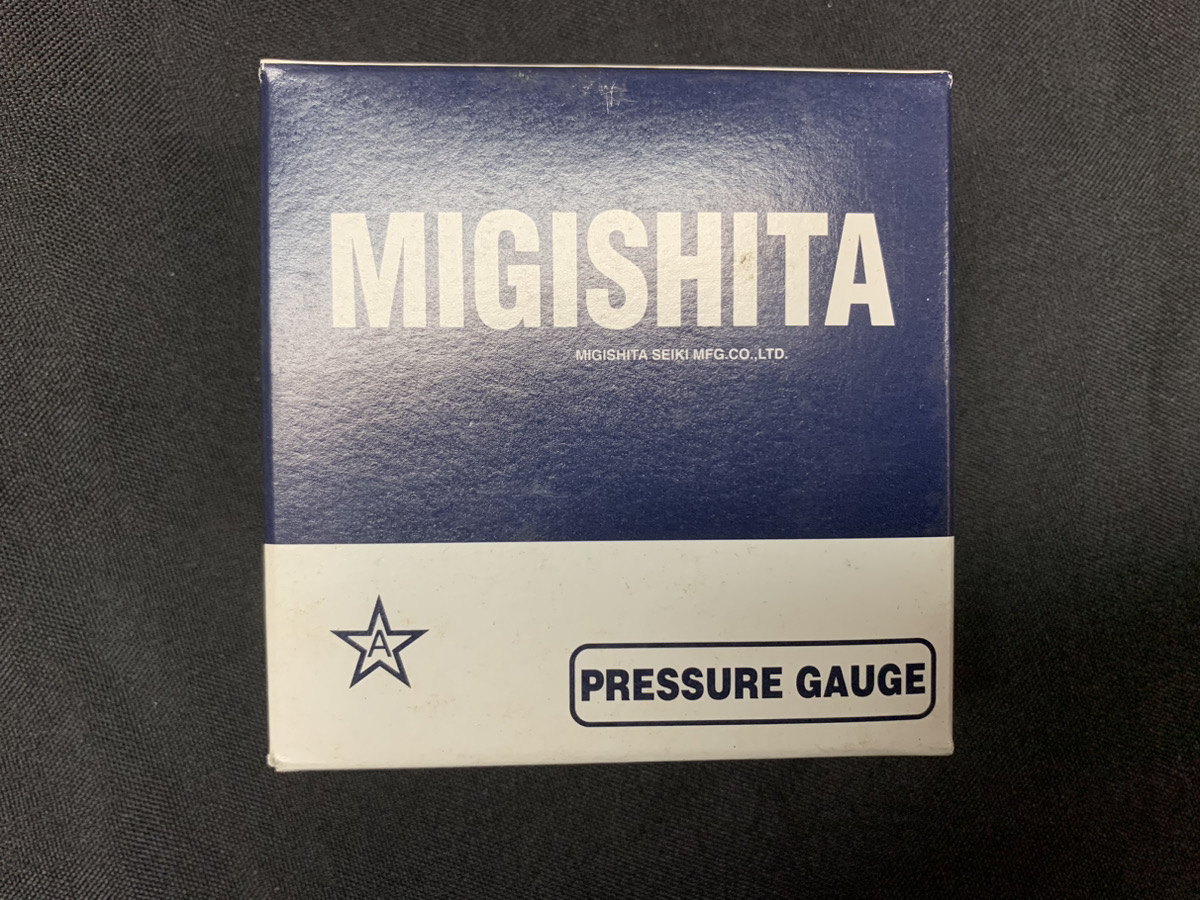 MIGISHITA
MIGISHITA SEIKI MFG.CO.,LTD.
A
PRESSURE GAUGE